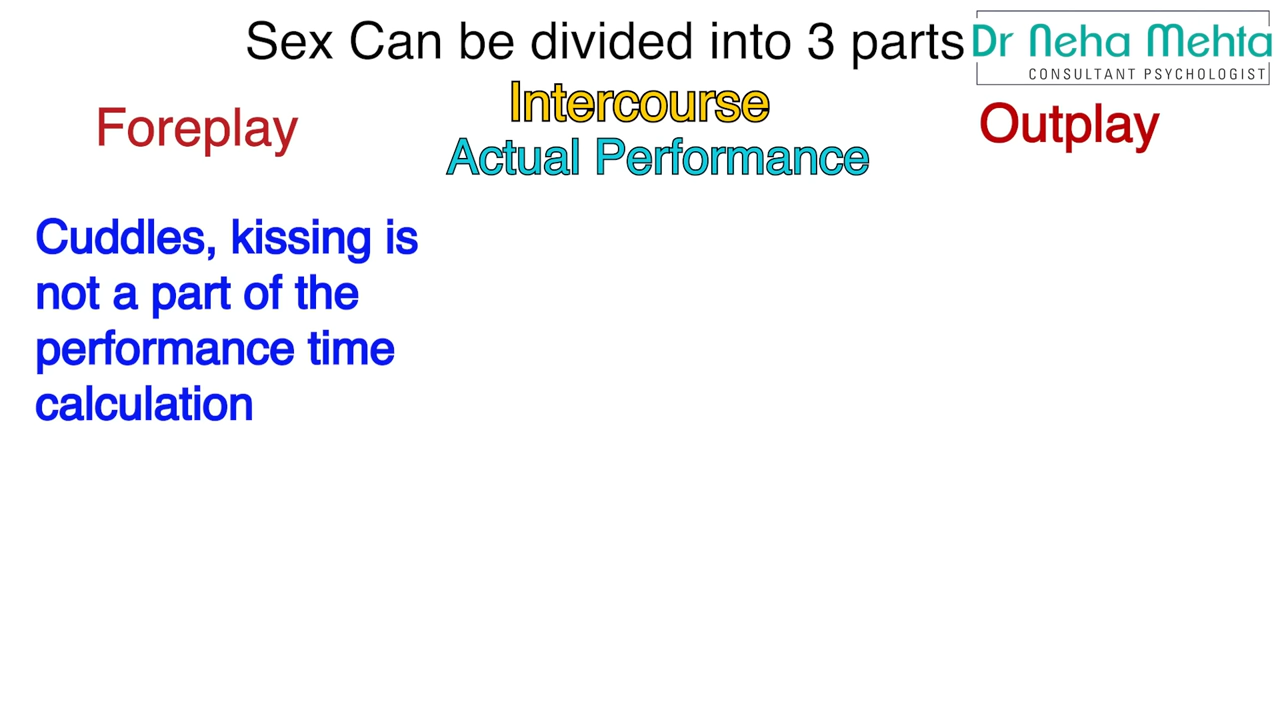 Sex Can be divided into 3 parts
Dr Neha Mehta
CONSULTANT PSYCHOLOGIST
Foreplay
Intercourse
Actual Performance
Outplay
Cuddles, kissing is
not a part of the
performance time
calculation